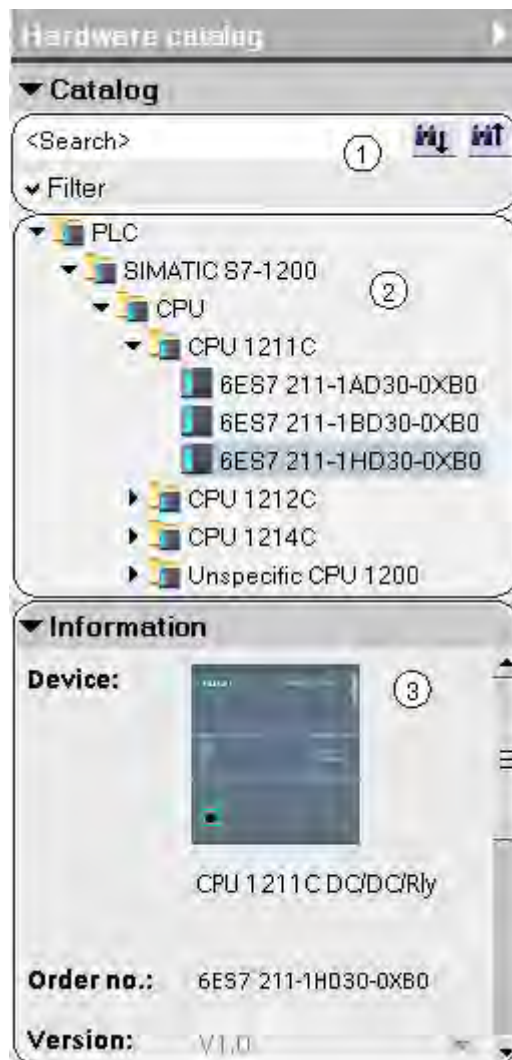 Hardware catalog
Catalog
<Search>
1
Filter
PLC
SIMATIC S7-1200
2
CPU
CPU 1211C
6ES7 211-1AD30-0XB0
6ES7 211-1BD30-0XB0
6ES7 211-1HD30-0XB0
CPU 1212C
CPU 1214C
Unspecific CPU 1200
Information
Device:
3
CPU 1211C DC/DC/Rly
Order no.: 6ES7 211-1HD30-0XB0
Version: V1.0